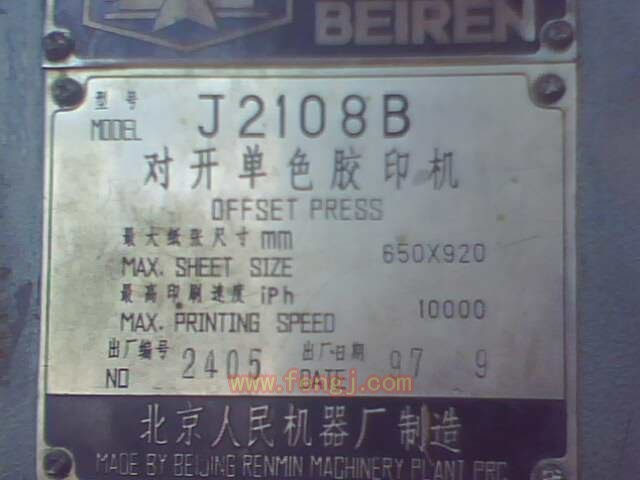 BEIREN
型号
MODEL J2108B
对开单色胶印机
OFFSET PRESS
最大纸张尺寸 mm
MAX. SHEET SIZE 650X920
最高印刷速度 iPh
MAX. PRINTING SPEED 10000
出厂编号 出厂日期
NO 2405 DATE 97 9
www.fengj.com
北京人民机器厂制造
MADE BY BEIJING RENMIN MACHINERY PLANT PRC